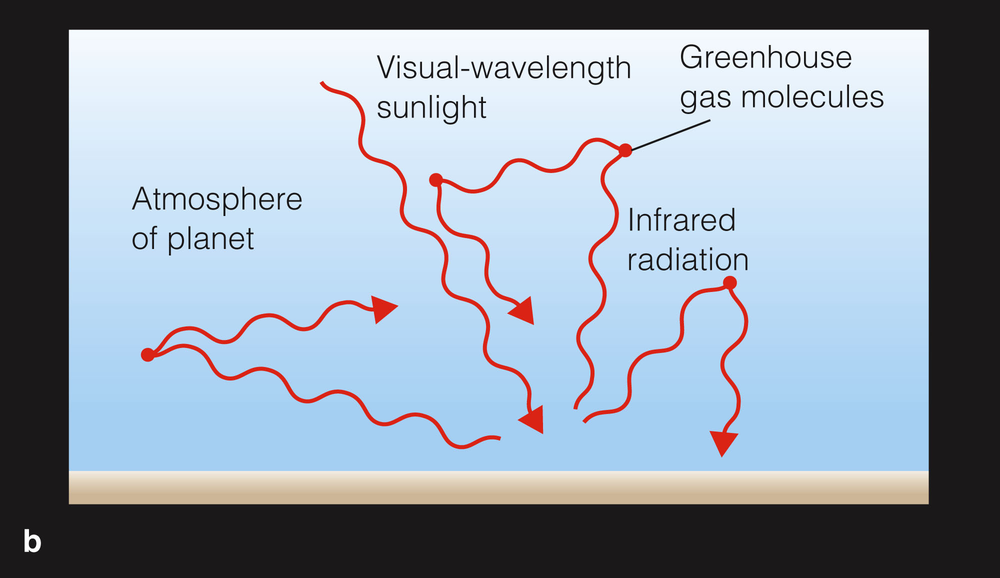 Visual-wavelength
sunlight
Greenhouse
gas molecules
Atmosphere
of planet
Infrared
radiation
b